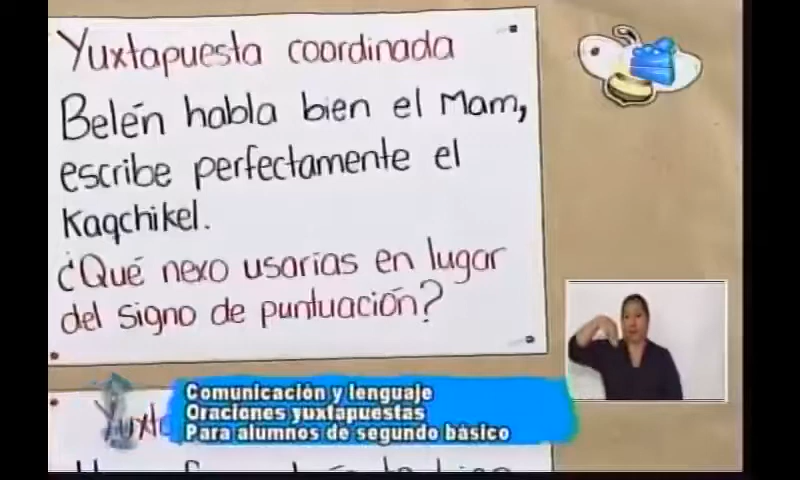 Yuxtapuesta coordinada
Belén habla bien el Mam,
escribe perfectamente el
Kaqchikel.
¿Qué nexo usarías en lugar
del signo de puntuación?
Comunicación y lenguaje
Oraciones yuxtapuestas
Para alumnos de segundo básico